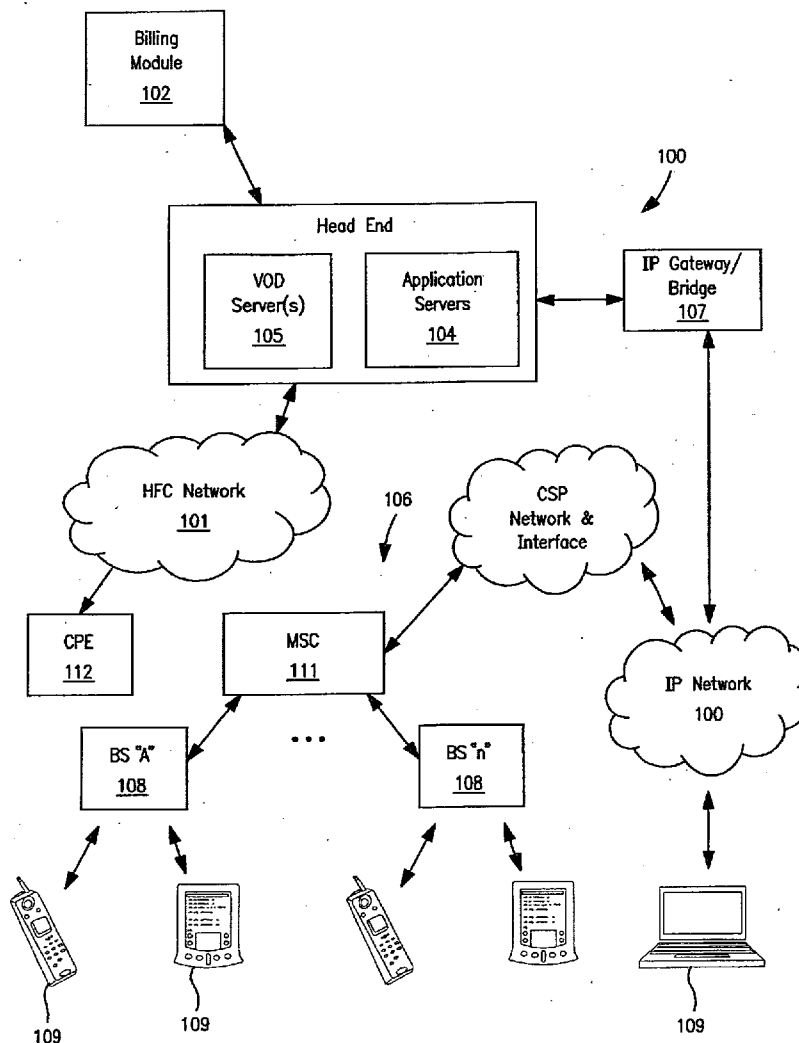 Billing
Module
102
100
Head End
VOD
Server(s)
105
Application
Servers
104
IP Gateway/
Bridge
107
HFC Network
101
106
CSP
Network &
Interface
CPE
112
MSC
111
IP Network
100
BS "A"
108
...
BS "n"
108
109
109
109